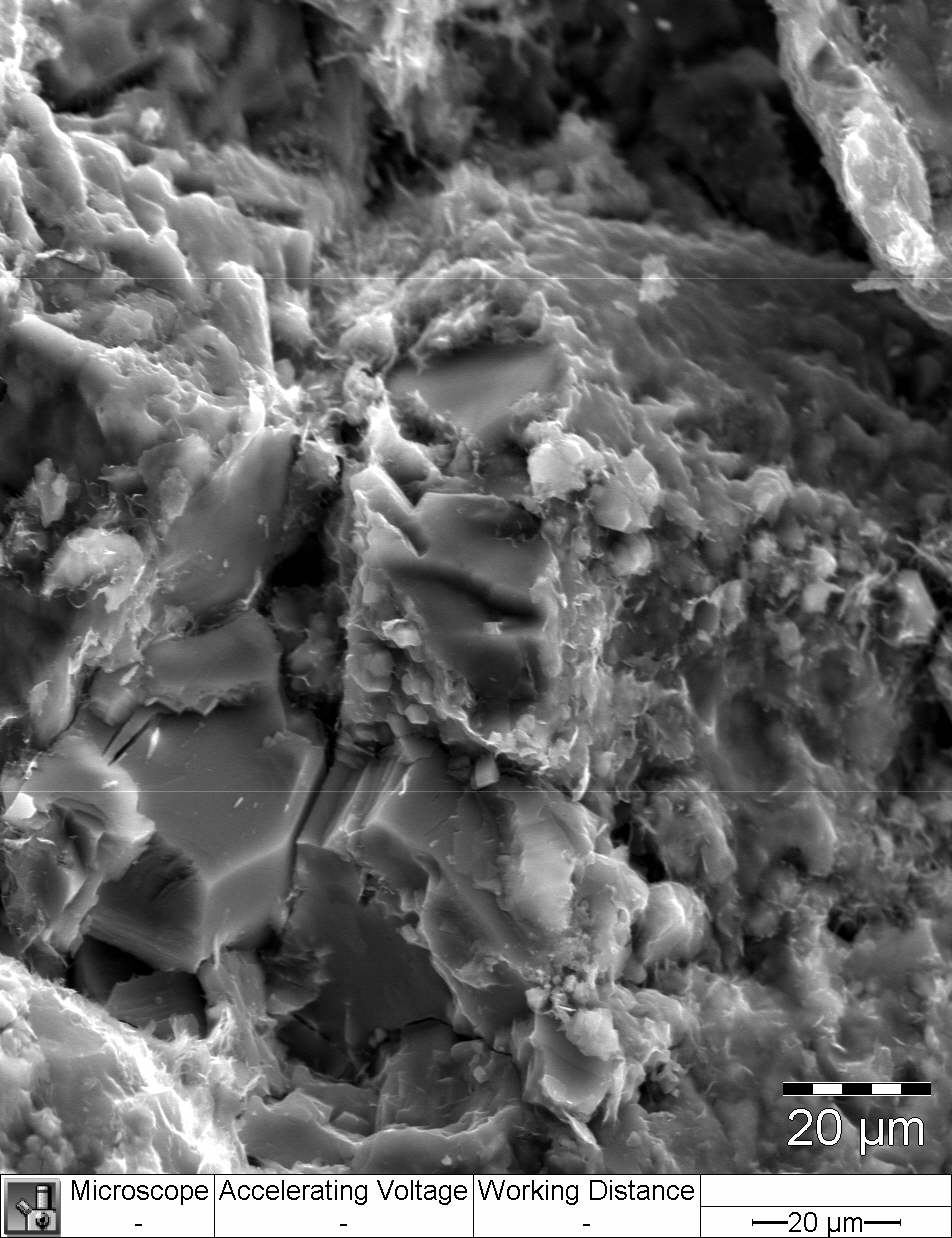 20 µm
Microscope Accelerating Voltage Working Distance
- - - 20 µm